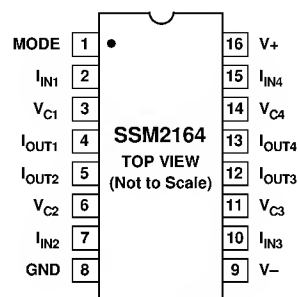 MODE 1 16 V+
IIN1 2 15 IIN4
VC1 3 14 VC4
IOUT1 4 13 IOUT4
SSM2164
TOP VIEW
(Not to Scale)
IOUT2 5 12 IOUT3
VC2 6 11 VC3
IIN2 7 10 IIN3
GND 8 9 V–